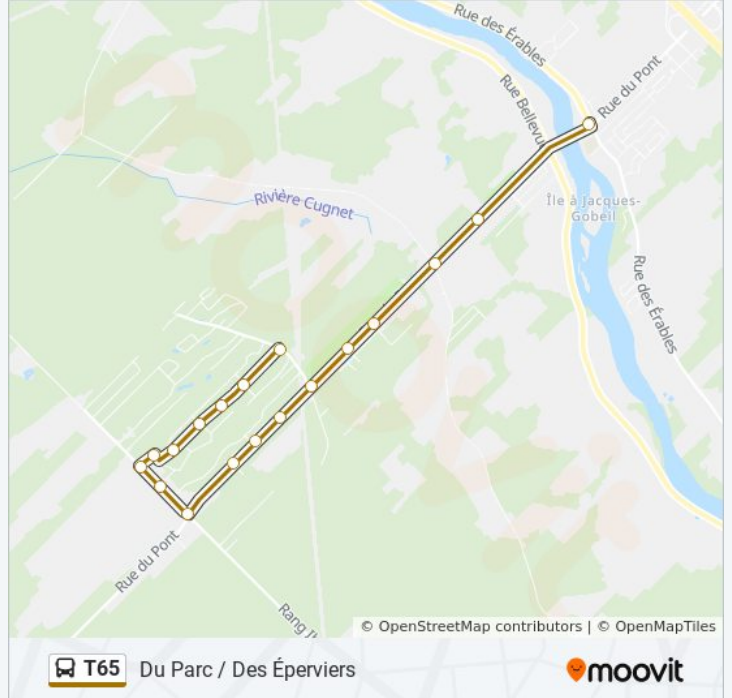 Rue des Érables
Rue du Pont
Rue Bellevue
Rivière Cugnet
Île à Jacques-
Gobeil
Rue des Érables
Rue du Pont
Rang
© OpenStreetMap contributors | © OpenMapTiles
T65 Du Parc / Des Éperviers
moovit